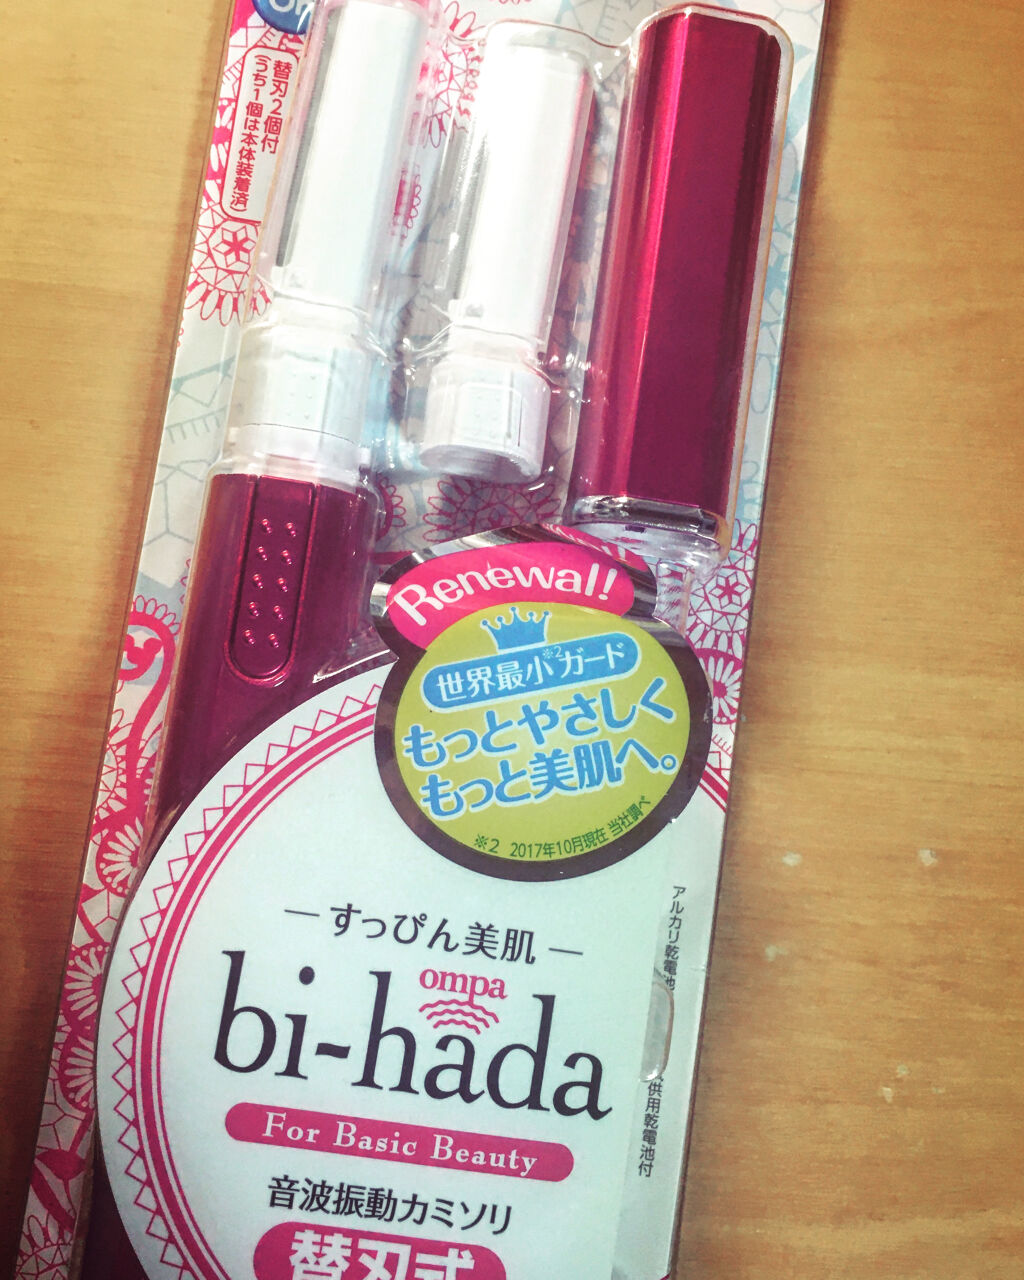 替刃2個付
(うち1個は本体装着済)
Renewal!
世界最小※2ガード
もっとやさしく
もっと美肌へ。
※2 2017年10月現在 当社調べ
アルカリ乾電池
供用乾電池付
すっぴん美肌
ompa
bi-hada
For Basic Beauty
音波振動カミソリ
替刃式